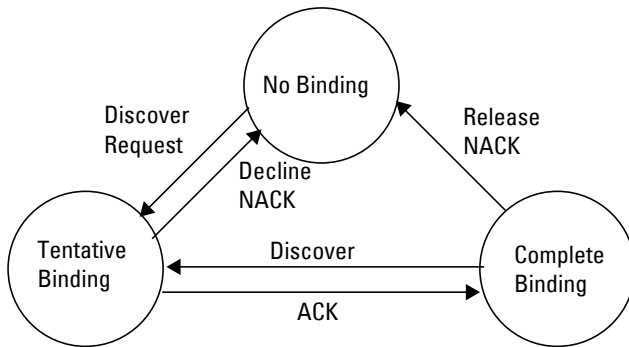 No Binding
Discover
Request
Release
NACK
Decline
NACK
Tentative
Binding
Discover
Complete
Binding
ACK